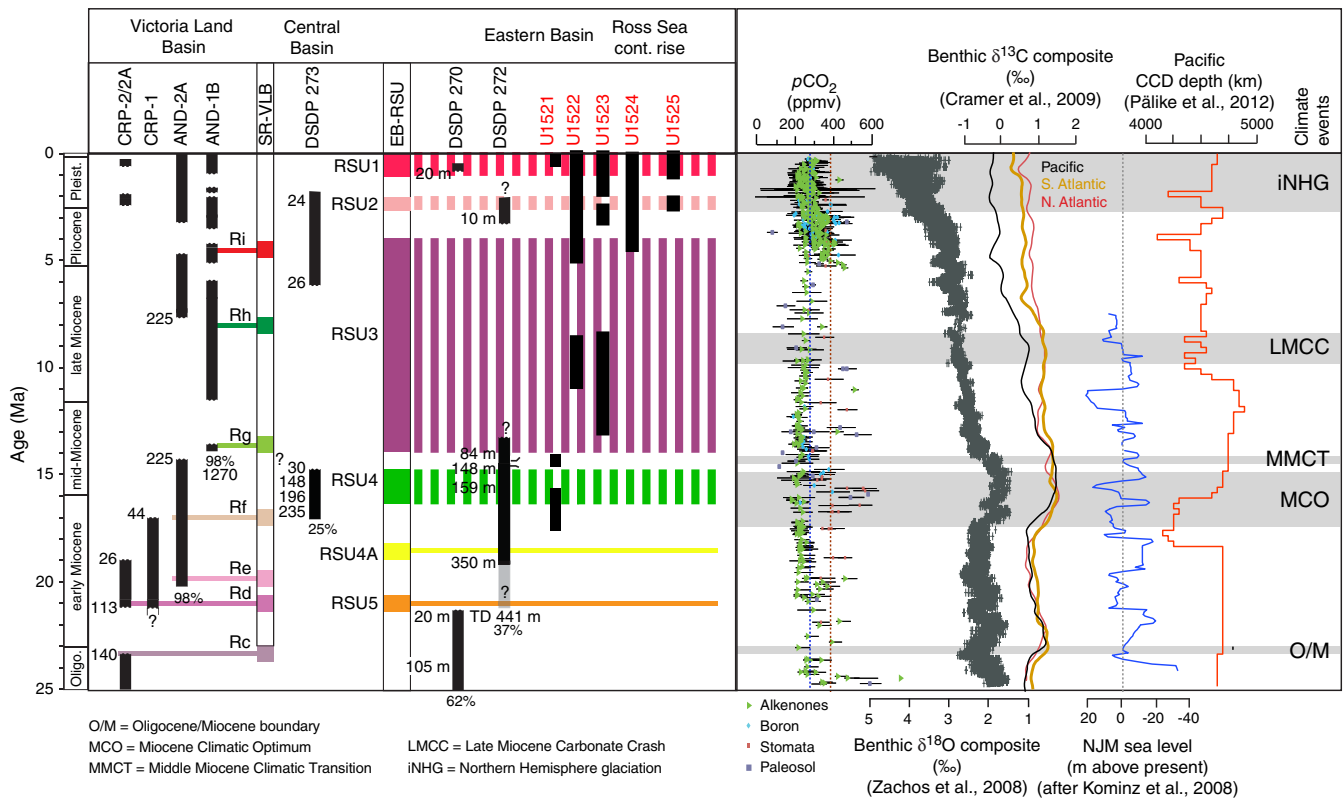 Victoria Land
Basin
Central
Basin
Eastern Basin
Ross Sea
cont. rise
CRP-2/2A
CRP-1
AND-2A
AND-1B
SR-VLB
DSDP 273
EB-RSU
DSDP 270
DSDP 272
U1521
U1522
U1523
U1524
U1525
pCO2
(ppmv)
0 200 400 600
Benthic δ13C composite
(‰)
(Cramer et al., 2009)
-1 0 1 2
Pacific
CCD depth (km)
(Pälike et al., 2012)
4000 5000
Climate
events
Age (Ma)
0
5
10
15
20
25
Pleist.
Pliocene
late Miocene
mid-Miocene
early Miocene
Oligo.
Ri
Rh
Rg
Rf
Re
Rd
Rc
225
225
98%
1270
44
26
113
?
98%
140
24
26
?
30
148
196
235
25%
RSU1
RSU2
RSU3
RSU4
RSU4A
RSU5
20 m
?
10 m
?
84 m
148 m
159 m
350 m
?
20 m
TD 441 m
37%
105 m
62%
Pacific
S. Atlantic
N. Atlantic
iNHG
LMCC
MMCT
MCO
O/M
O/M = Oligocene/Miocene boundary
MCO = Miocene Climatic Optimum
MMCT = Middle Miocene Climatic Transition
LMCC = Late Miocene Carbonate Crash
iNHG = Northern Hemisphere glaciation
Alkenones
Boron
Stomata
Paleosol
5 4 3 2 1
Benthic δ18O composite
(‰)
(Zachos et al., 2008)
20 0 -20 -40
NJM sea level
(m above present)
(after Kominz et al., 2008)